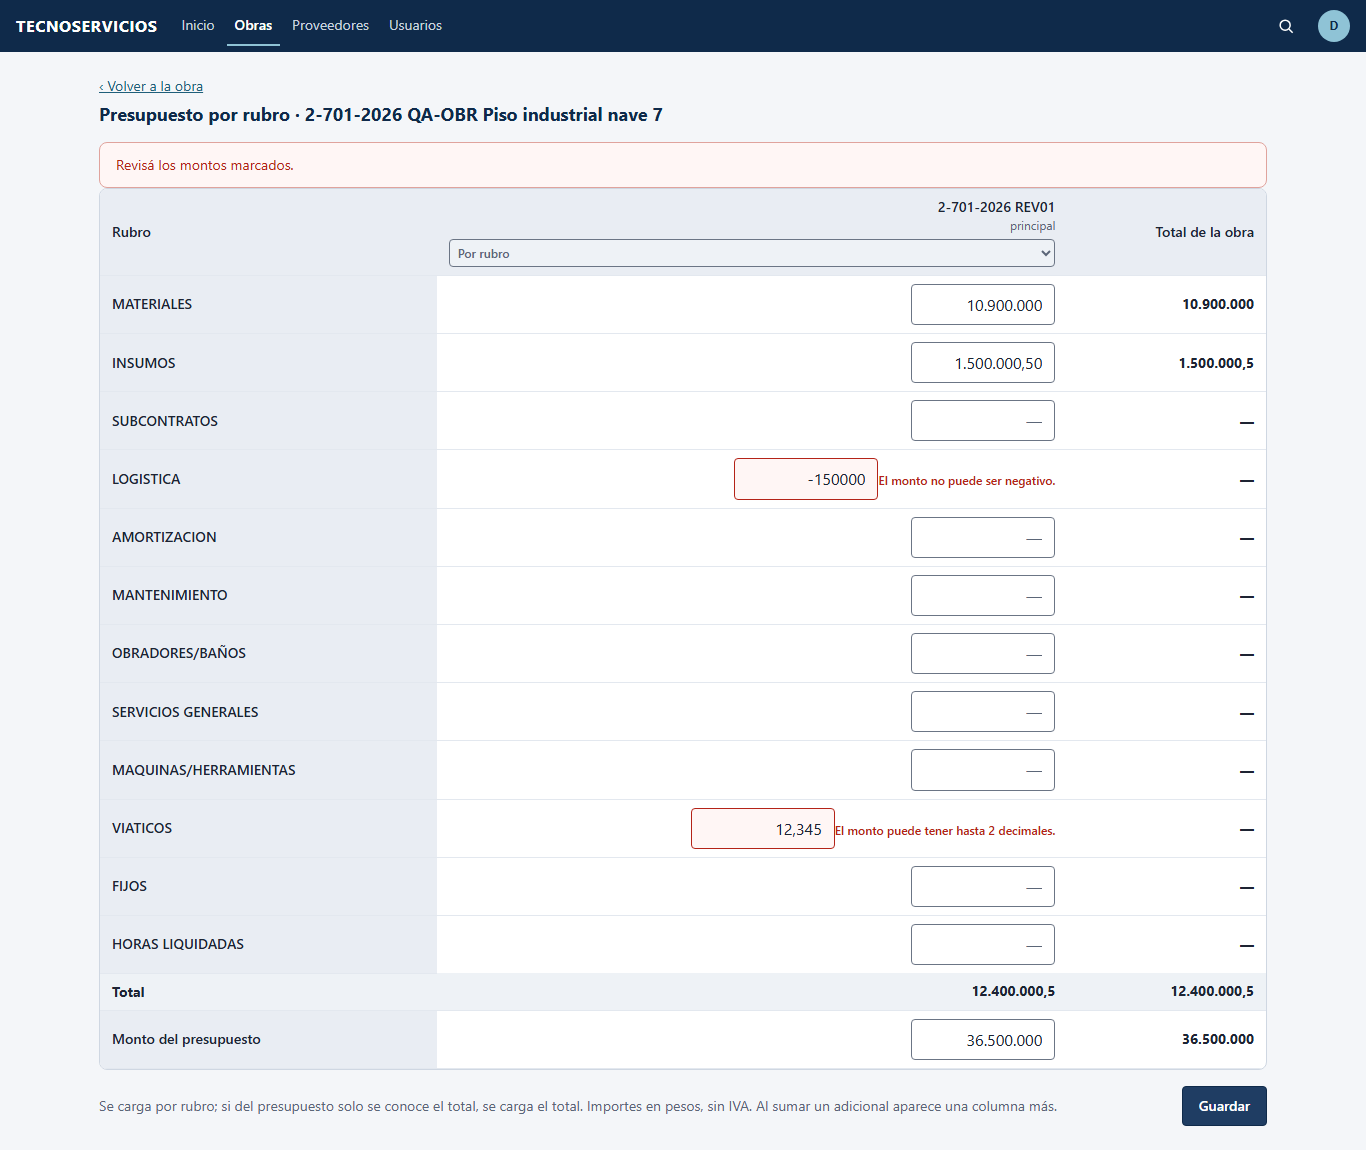 TECNOSERVICIOS Inicio Obras Proveedores Usuarios D
‹ Volver a la obra
Presupuesto por rubro · 2-701-2026 QA-OBR Piso industrial nave 7
Revisá los montos marcados.
Rubro
2-701-2026 REV01
principal
Por rubro
Total de la obra
MATERIALES 10.900.000 10.900.000
INSUMOS 1.500.000,50 1.500.000,5
SUBCONTRATOS — —
LOGISTICA -150000 El monto no puede ser negativo. —
AMORTIZACION — —
MANTENIMIENTO — —
OBRADORES/BAÑOS — —
SERVICIOS GENERALES — —
MAQUINAS/HERRAMIENTAS — —
VIATICOS 12,345 El monto puede tener hasta 2 decimales. —
FIJOS — —
HORAS LIQUIDADAS — —
Total 12.400.000,5 12.400.000,5
Monto del presupuesto 36.500.000 36.500.000
Se carga por rubro; si del presupuesto solo se conoce el total, se carga el total. Importes en pesos, sin IVA. Al sumar un adicional aparece una columna más.
Guardar